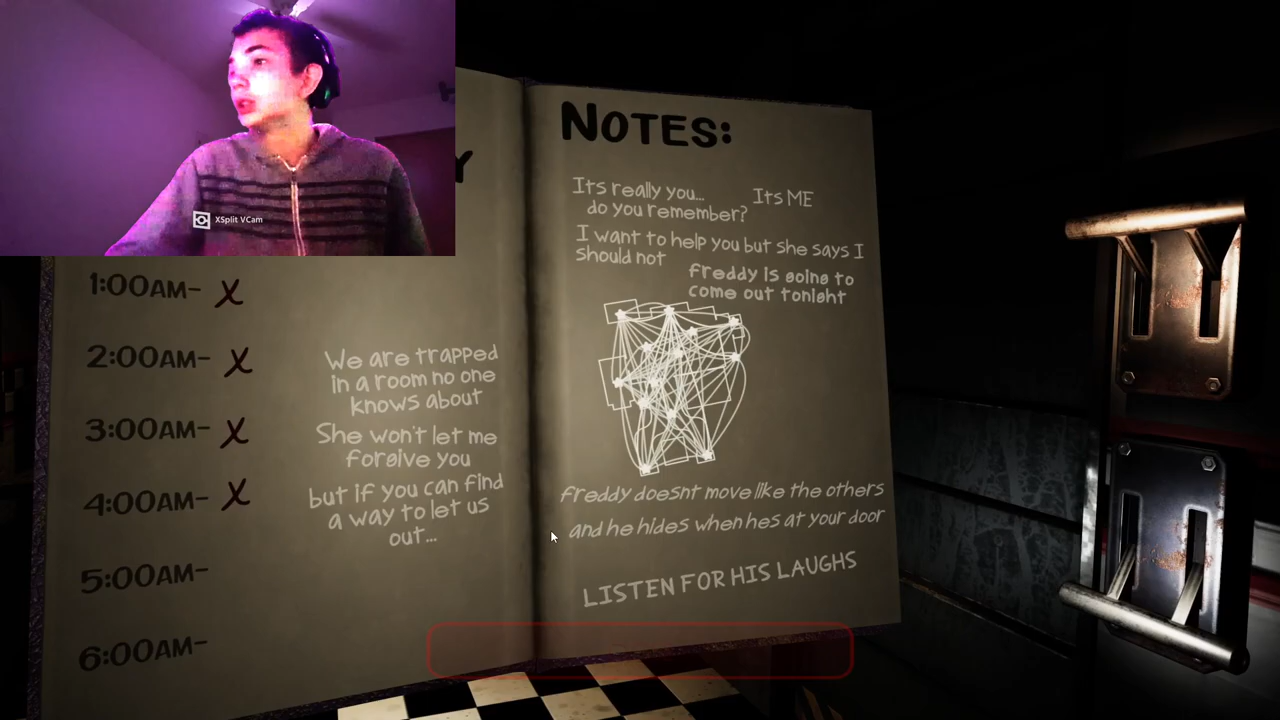 XSplit VCam
Y
1:00AM- X
2:00AM- X
3:00AM- X
4:00AM- X
5:00AM-
6:00AM-
We are trapped
in a room no one
knows about
She won't let me
forgive you
but if you can find
a way to let us
out...
NOTES:
Its really you...
do you remember?
Its ME
I want to help you but she says I
should not
freddy is going to
come out tonight
freddy doesnt move like the others
and he hides when hes at your door
LISTEN FOR HIS LAUGHS